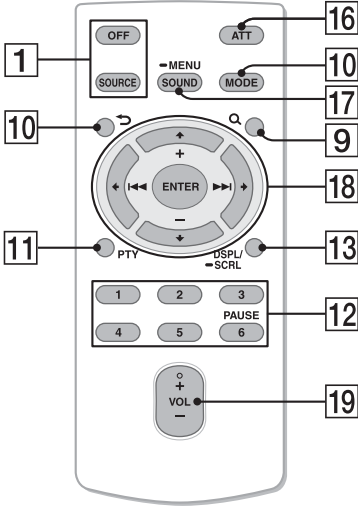 16
OFF
ATT
1
MENU
SOURCE
SOUND
MODE
10
17
10
9
+
ENTER
18
−
11
PTY
DSPL/
SCRL
13
1
2
3
12
PAUSE
4
5
6
+
VOL
19
−